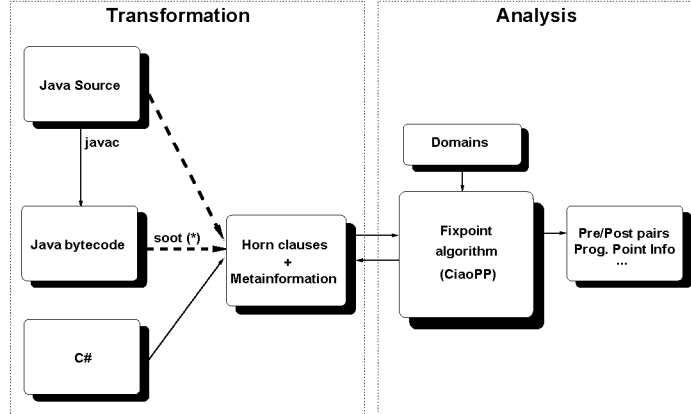 Transformation
Analysis
Java Source
javac
Java bytecode
soot (*)
C#
Horn clauses
+
Metainformation
Domains
Fixpoint
algorithm
(CiaoPP)
Pre/Post pairs
Prog. Point Info
...